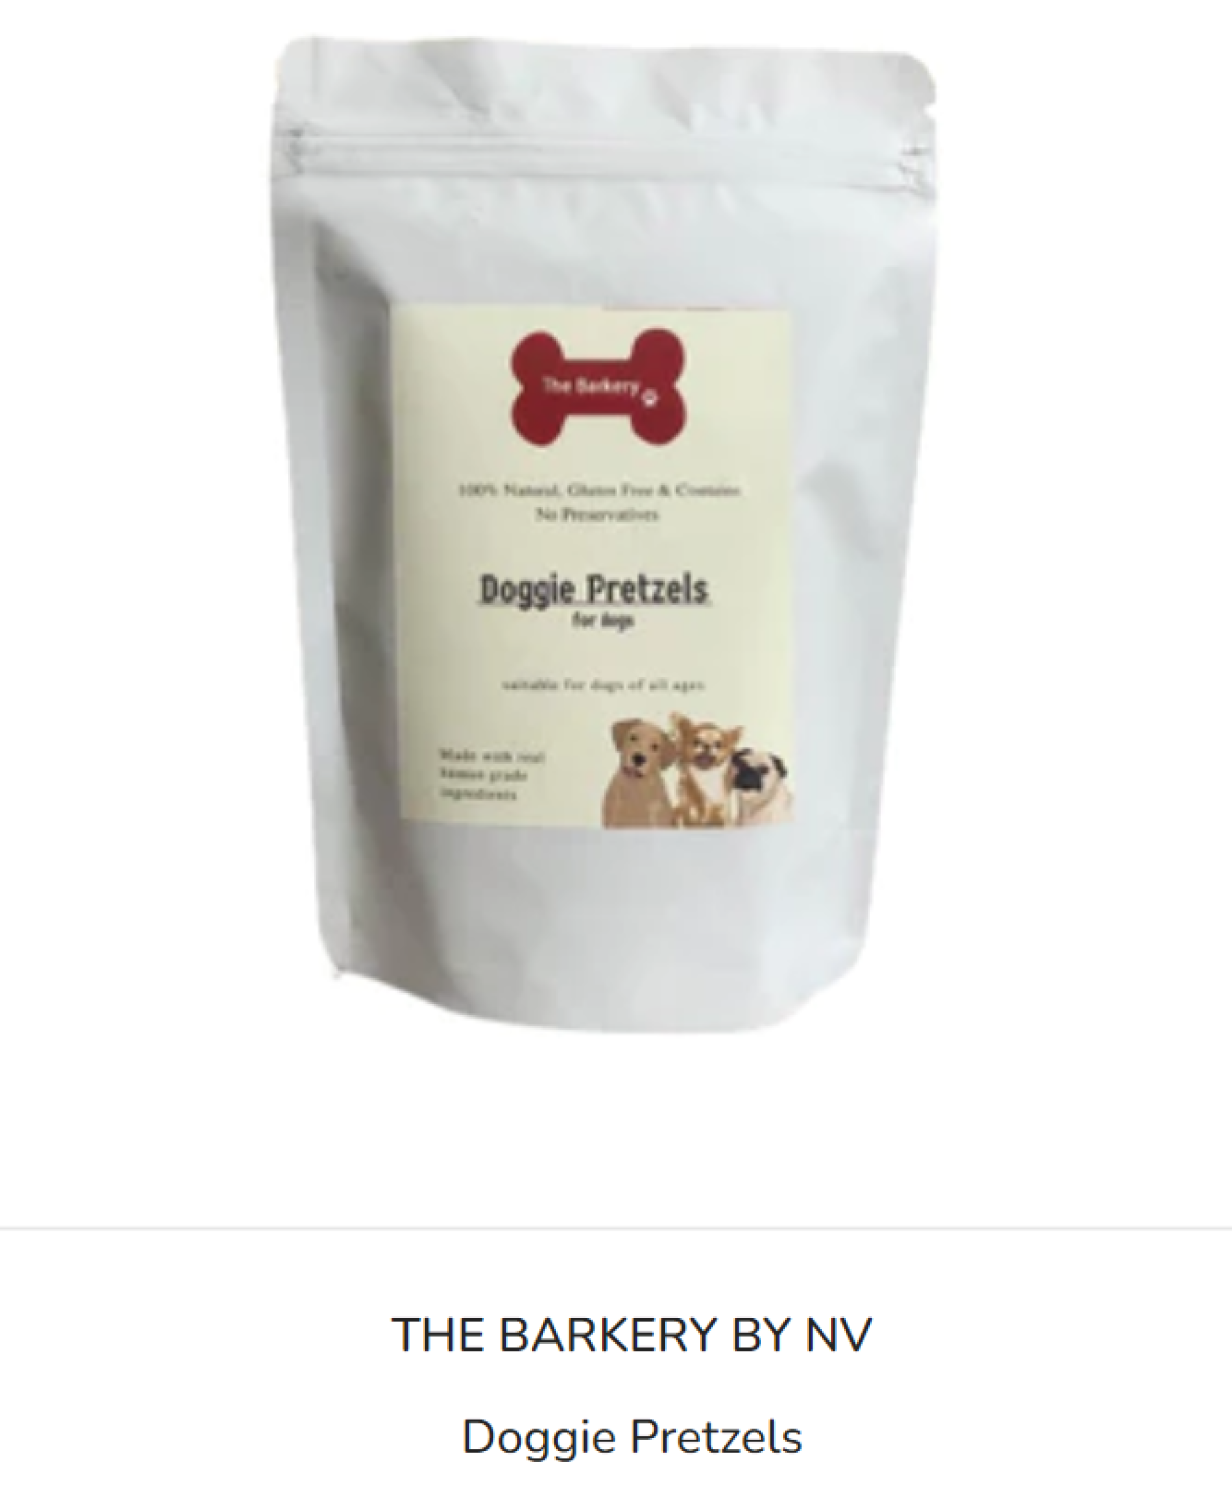 The Barkery
100% Natural, Gluten Free & Contains
No Preservatives
Doggie Pretzels
for dogs
suitable for dogs of all ages
Made with real
human grade
ingredients
THE BARKERY BY NV
Doggie Pretzels